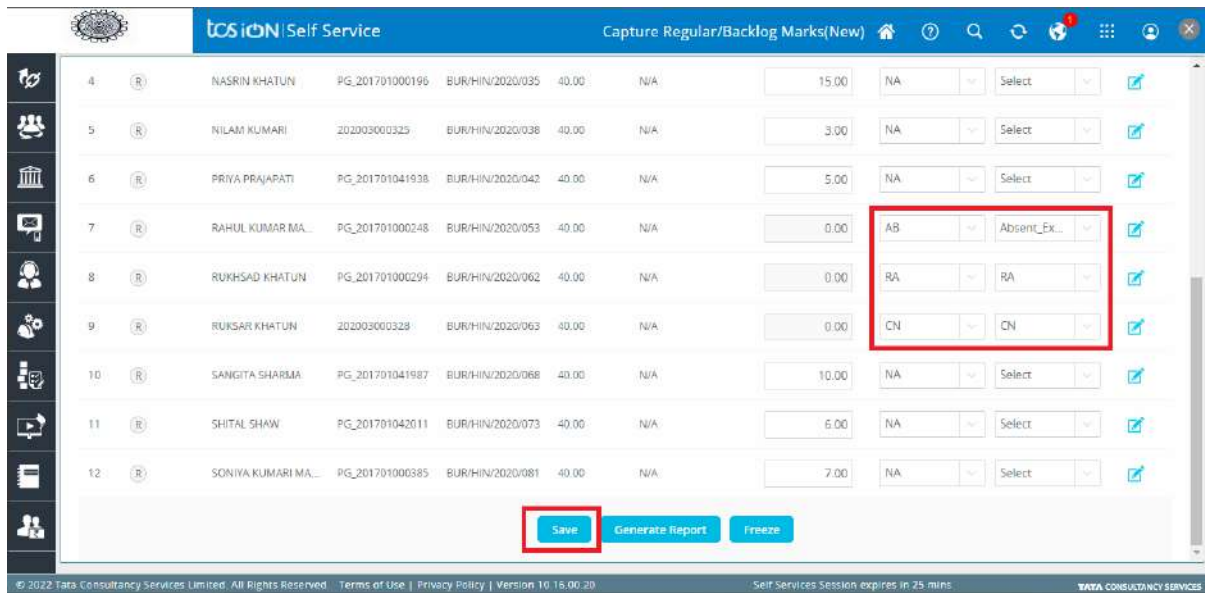 tcs iON Self Service Capture Regular/Backlog Marks(New) 1
4 R NASRIN KHATUN PG_201701000196 BUR/HIN/2020/035 40.00 N/A 15.00 NA Select
5 R NILAM KUMARI 202003000325 BUR/HIN/2020/038 40.00 N/A 3.00 NA Select
6 R PRIYA PRAJAPATI PG_201701041938 BUR/HIN/2020/042 40.00 N/A 5.00 NA Select
7 R RAHUL KUMAR MA... PG_201701000248 BUR/HIN/2020/053 40.00 N/A 0.00 AB Absent_Ex...
8 R RUKHSAD KHATUN PG_201701000294 BUR/HIN/2020/062 40.00 N/A 0.00 RA RA
9 R RUKSAR KHATUN 202003000328 BUR/HIN/2020/063 40.00 N/A 0.00 CN CN
10 R SANGITA SHARMA PG_201701041987 BUR/HIN/2020/068 40.00 N/A 10.00 NA Select
11 R SHITAL SHAW PG_201701042011 BUR/HIN/2020/073 40.00 N/A 6.00 NA Select
12 R SONIYA KUMARI MA... PG_201701000385 BUR/HIN/2020/081 40.00 N/A 7.00 NA Select
Save Generate Report Freeze
© 2022 Tata Consultancy Services Limited. All Rights Reserved. Terms of Use | Privacy Policy | Version 10.16.00.20 Self Services Session expires in 25 mins TATA CONSULTANCY SERVICES